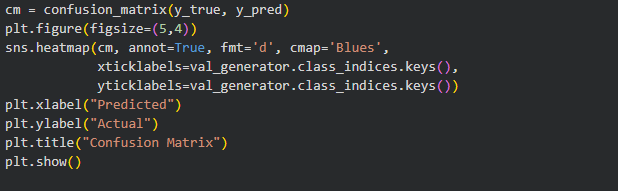 cm = confusion_matrix(y_true, y_pred)
plt.figure(figsize=(5,4))
sns.heatmap(cm, annot=True, fmt='d', cmap='Blues',
            xticklabels=val_generator.class_indices.keys(),
            yticklabels=val_generator.class_indices.keys())
plt.xlabel("Predicted")
plt.ylabel("Actual")
plt.title("Confusion Matrix")
plt.show()